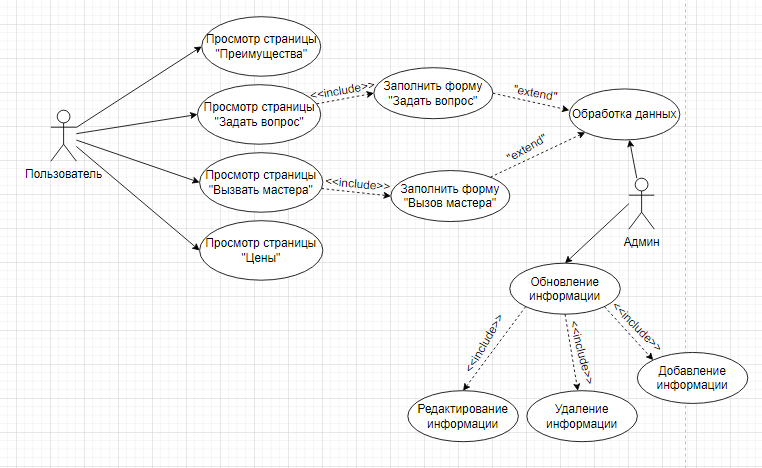 Просмотр страницы
"Преимущества"
Просмотр страницы
"Задать вопрос"
<<include>>
Заполнить форму
"Задать вопрос"
"extend"
Обработка данных
Пользователь
Просмотр страницы
"Вызвать мастера"
<<include>>
Заполнить форму
"Вызов мастера"
"extend"
Админ
Просмотр страницы
"Цены"
Обновление
информации
<<include>>
<<include>>
<<include>>
Редактирование
информации
Удаление
информации
Добавление
информации